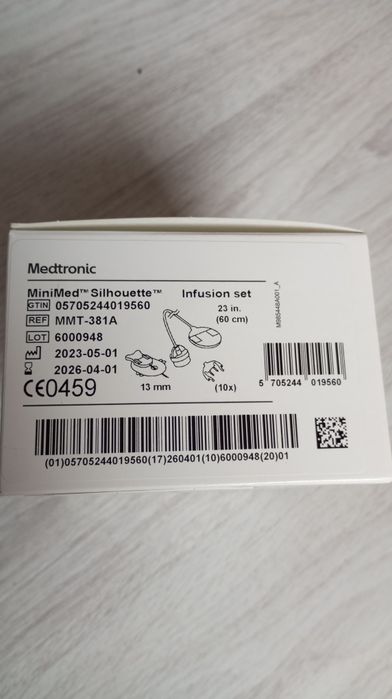 Medtronic
MiniMed™ Silhouette™ Infusion set
GTIN 05705244019560
23 in.
(60 cm)
REF MMT-381A
LOT 6000948
2023-05-01
2026-04-01
CE0459
13 mm
(10x)
M985448A001_A
5 705244 019560
(01)05705244019560(17)260401(10)6000948(20)01